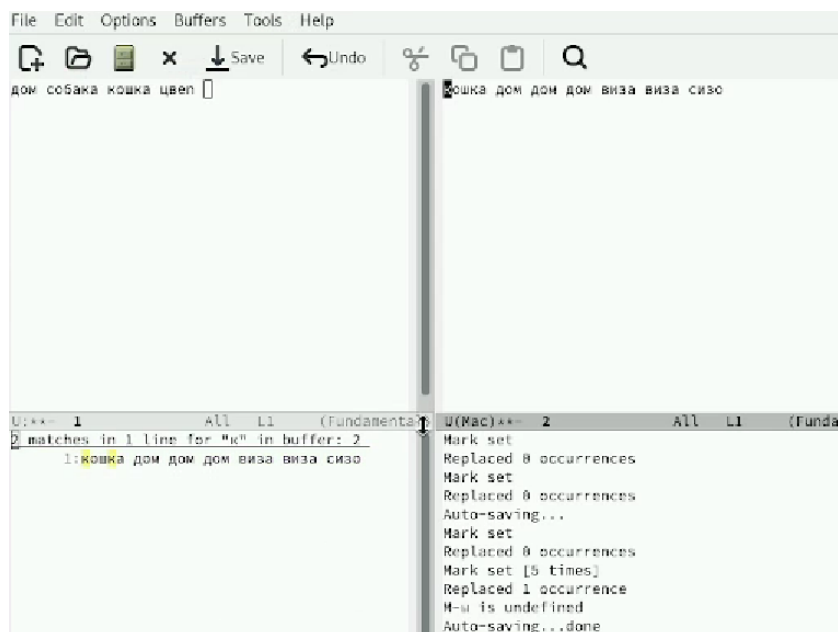 File Edit Options Buffers Tools Help
Save Undo
дом собака кошка цвеп
кошка дом дом дом виза виза сизо
U:**- 1 All L1 (Fundamental)
U(Mac)**- 2 All L1 (Funda
2 matches in 1 line for "к" in buffer: 2
1:кошка дом дом дом виза виза сизо
Mark set
Replaced 0 occurrences
Mark set
Replaced 0 occurrences
Auto-saving...
Mark set
Replaced 0 occurrences
Mark set [5 times]
Replaced 1 occurrence
M-ы is undefined
Auto-saving...done